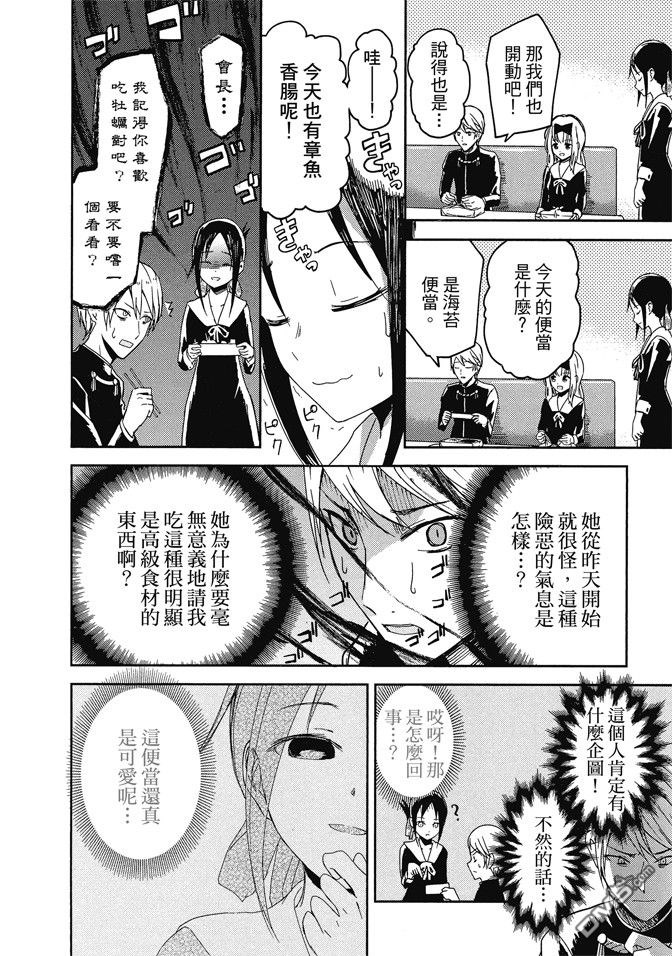 那我們也
開動吧！
說得也是…
今天的便當
是什麼？
是海苔
便當。
哇——！
今天也有章魚
香腸呢！
きゃっ
きゃっ
ピク
ピク
會長…
我記得你喜歡
吃牡蠣對吧？
要不要嚐一
個看看？
她從昨天開始
就很怪，這種
險惡的氣息是
怎樣…？
她為什麼要毫
無意義地請我
吃這種很明顯
是高級食材的
東西啊？
這個人肯定有
什麼企圖！
不然的話…
哎呀！那
是怎麼回
事…？
?
這便當還真
是可愛呢…